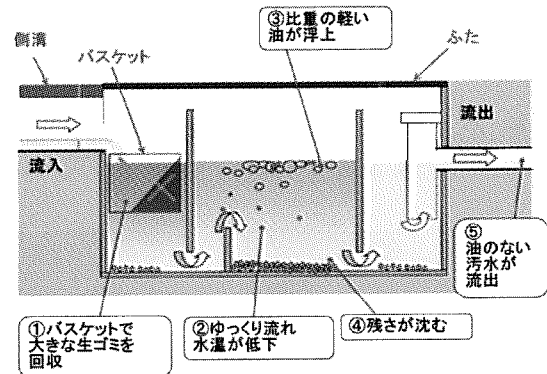 ③比重の軽い
油が浮上
側溝
バスケット
ふた
流出
流入
⑤
油のない
汚水が
流出
①バスケットで
大きな生ゴミを
回収
②ゆっくり流れ
水温が低下
④残さが沈む